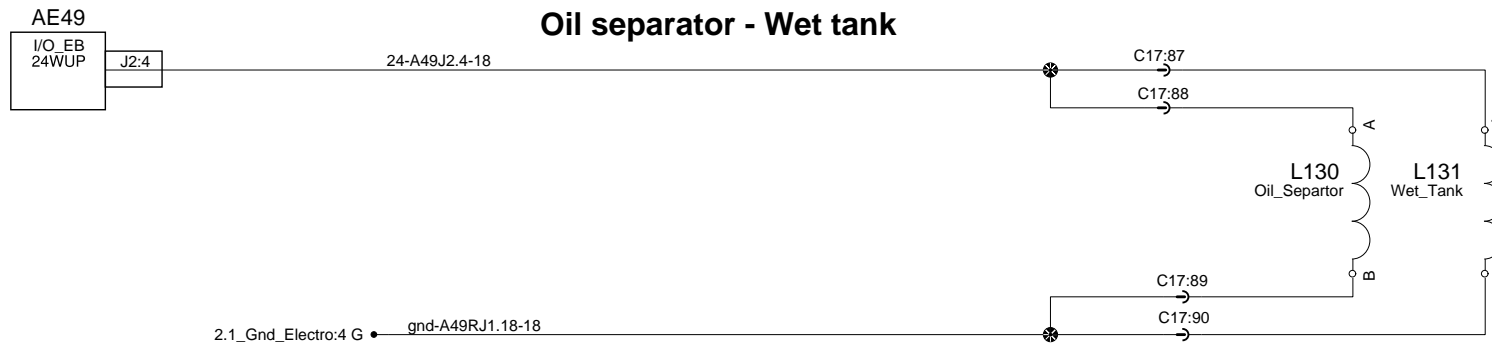 AE49
Oil separator - Wet tank
I/O_EB
24WUP
J2:4
24-A49J2.4-18
C17:87
C17:88
A
L130
Oil_Separtor
L131
Wet_Tank
B
C17:89
C17:90
2.1_Gnd_Electro:4 G
gnd-A49RJ1.18-18